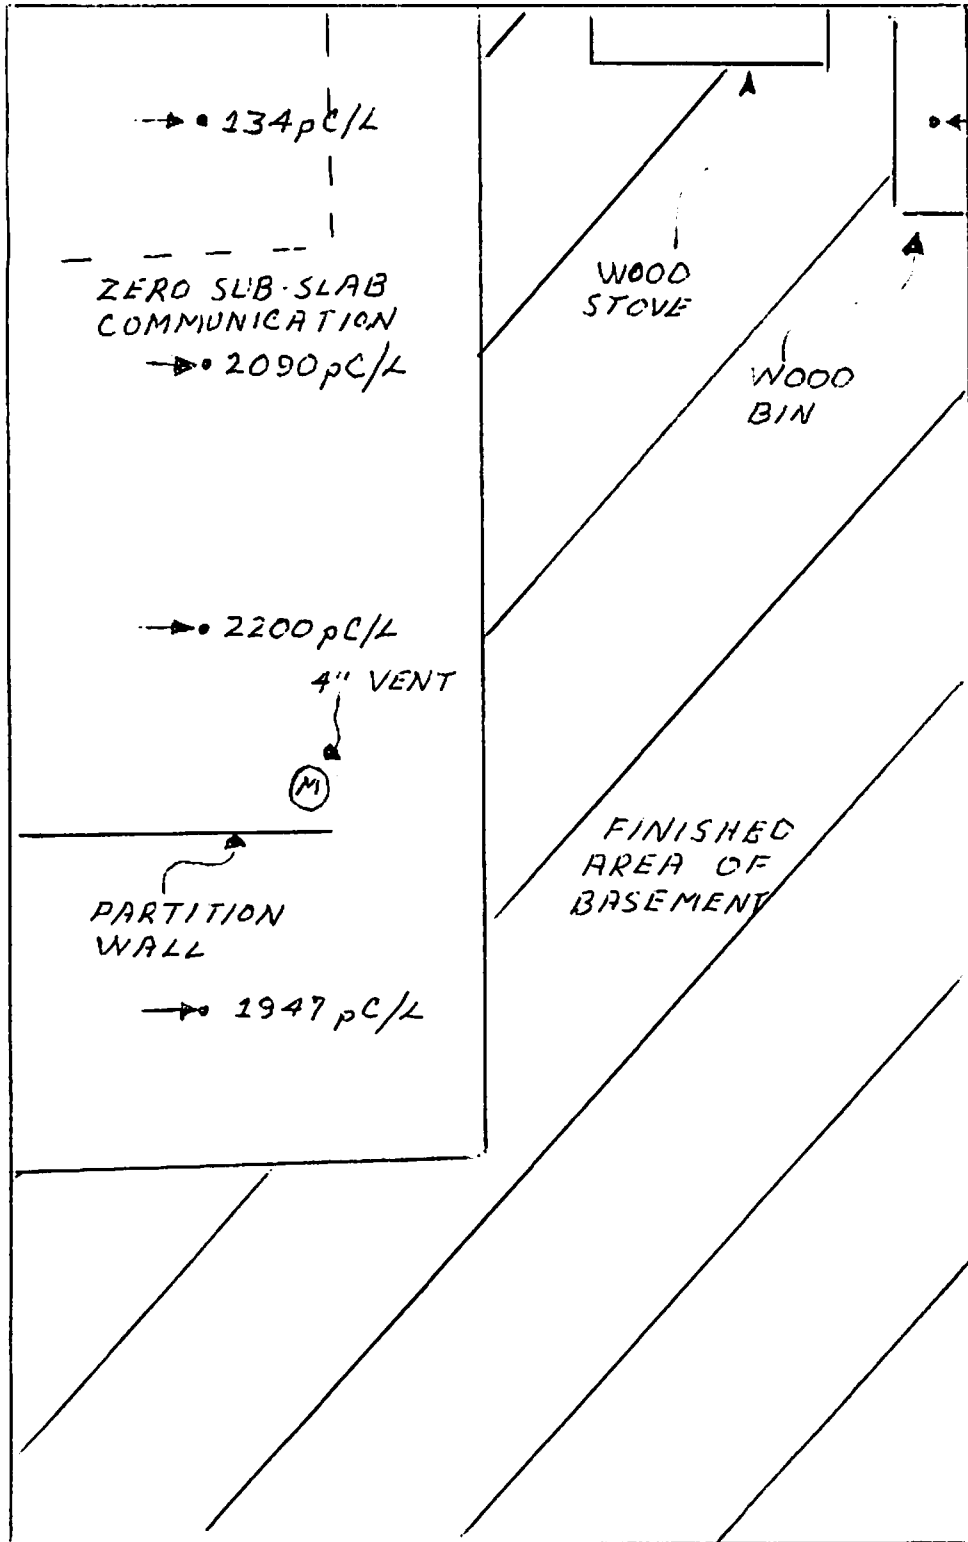 134pC/L
ZERO SUB-SLAB
COMMUNICATION
2090pC/L
WOOD
STOVE
WOOD
BIN
2200pC/L
4" VENT
M
FINISHED
AREA OF
BASEMENT
PARTITION
WALL
1947pC/L